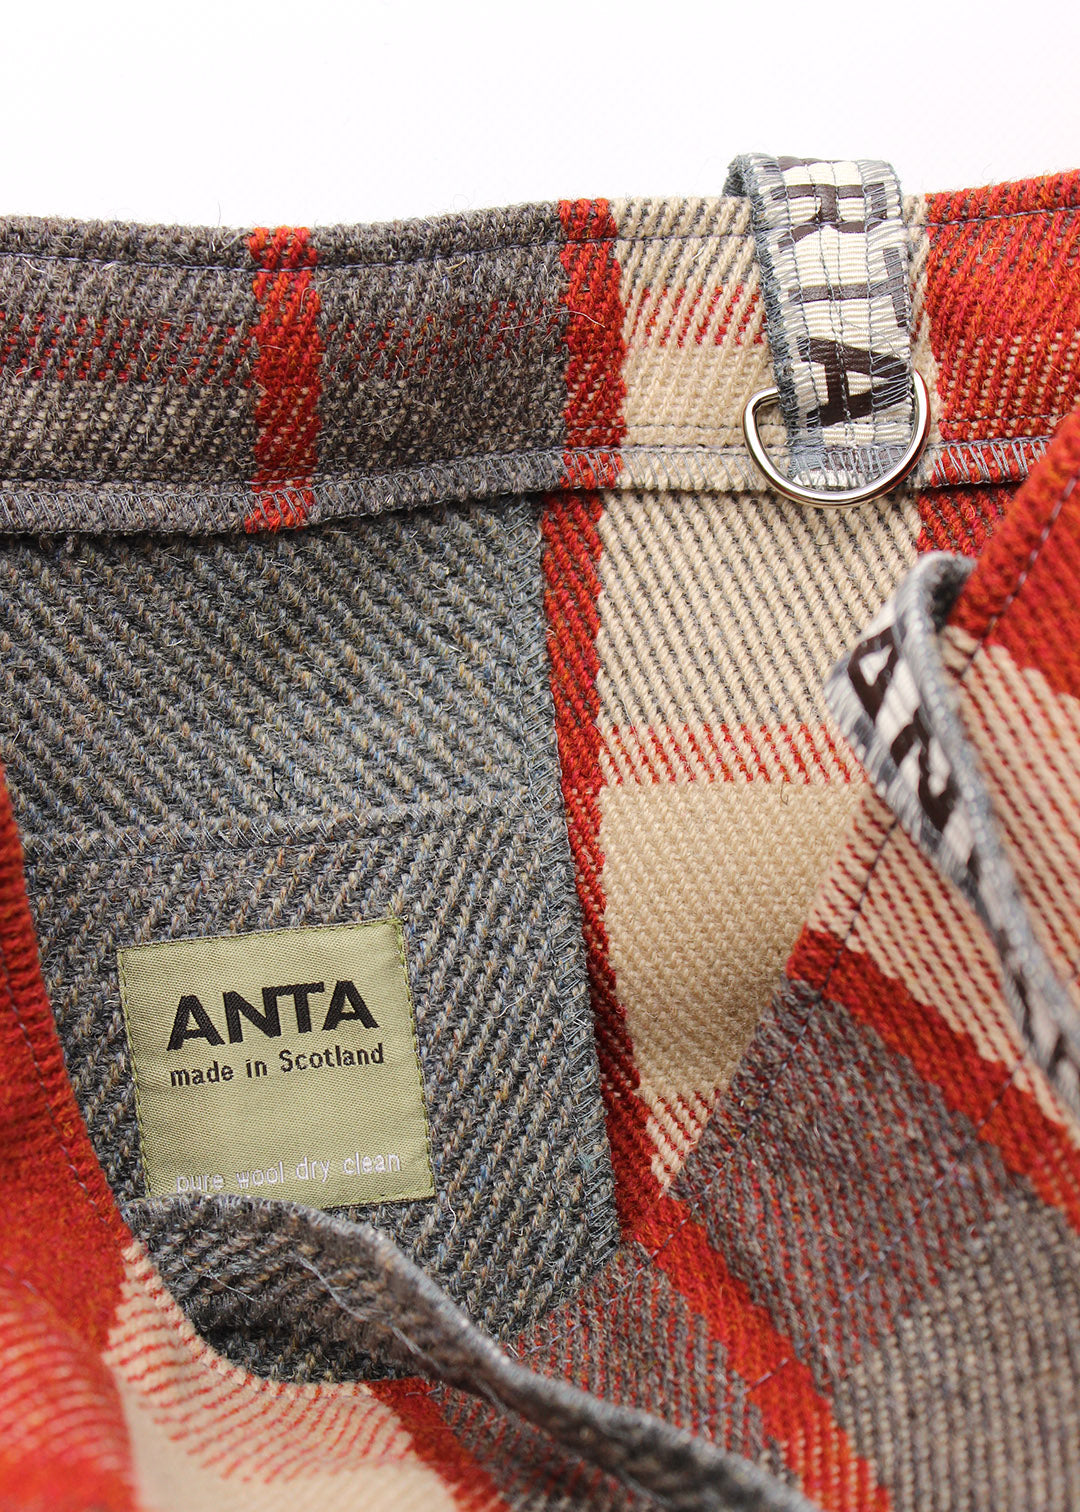 ANTA
made in Scotland
pure wool dry clean